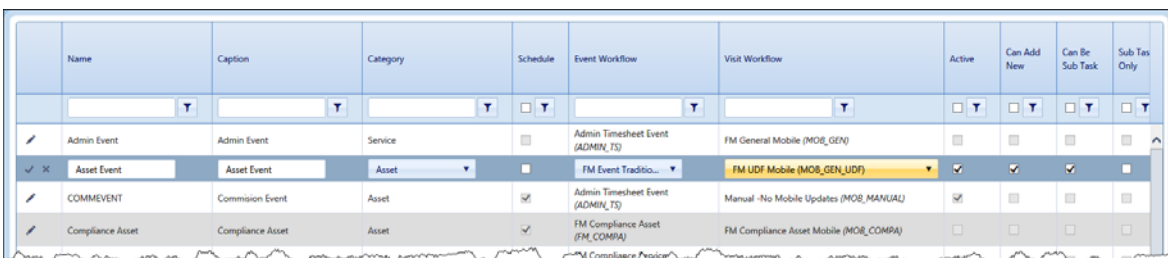 Name Caption Category Schedule Event Workflow Visit Workflow Active Can Add New Can Be Sub Task Sub Tas Only
Admin Event Admin Event Service Admin Timesheet Event (ADMIN_TS) FM General Mobile (MOB_GEN)
Asset Event Asset Event Asset FM Event Traditio... FM UDF Mobile (MOB_GEN_UDF)
COMMEVENT Commision Event Asset Admin Timesheet Event (ADMIN_TS) Manual -No Mobile Updates (MOB_MANUAL)
Compliance Asset Compliance Asset Asset FM Compliance Asset (FM_COMPA) FM Compliance Asset Mobile (MOB_COMPA)